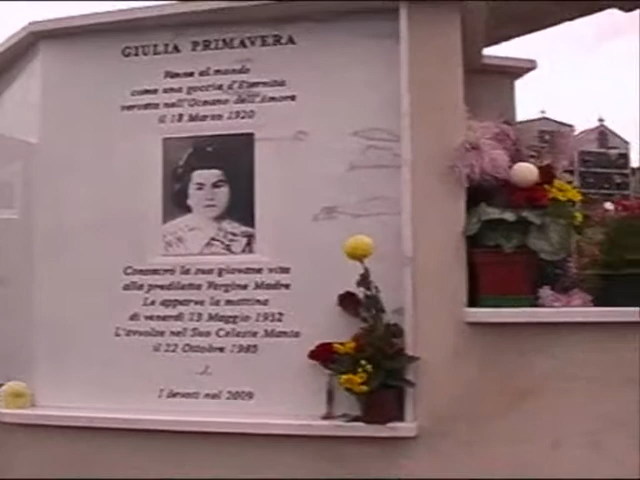 GIULIA PRIMAVERA
Venne al mondo
come una goccia d'Eternità
versata nell'Oceano dell'Amore
il 18 Marzo 1920
Consacrò la sua giovane vita
alla prediletta Vergine Madre
Le apparve la mattina
di venerdì 13 Maggio 1932
L'avvolse nel Suo Celeste Manto
il 22 Ottobre 1985
I devoti nel 2009